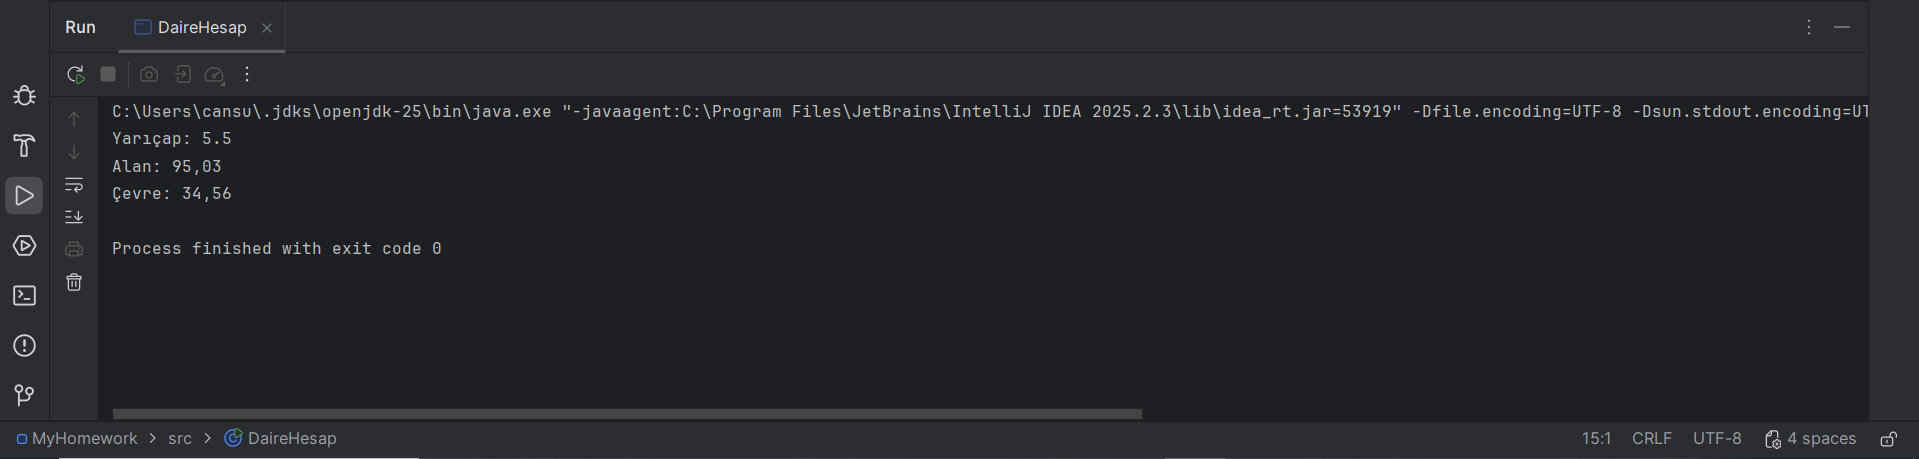 Run DaireHesap
C:\Users\cansu\.jdks\openjdk-25\bin\java.exe "-javaagent:C:\Program Files\JetBrains\IntelliJ IDEA 2025.2.3\lib\idea_rt.jar=53919" -Dfile.encoding=UTF-8 -Dsun.stdout.encoding=UT
Yarıçap: 5.5
Alan: 95,03
Çevre: 34,56
Process finished with exit code 0
MyHomework > src > DaireHesap 15:1 CRLF UTF-8 4 spaces